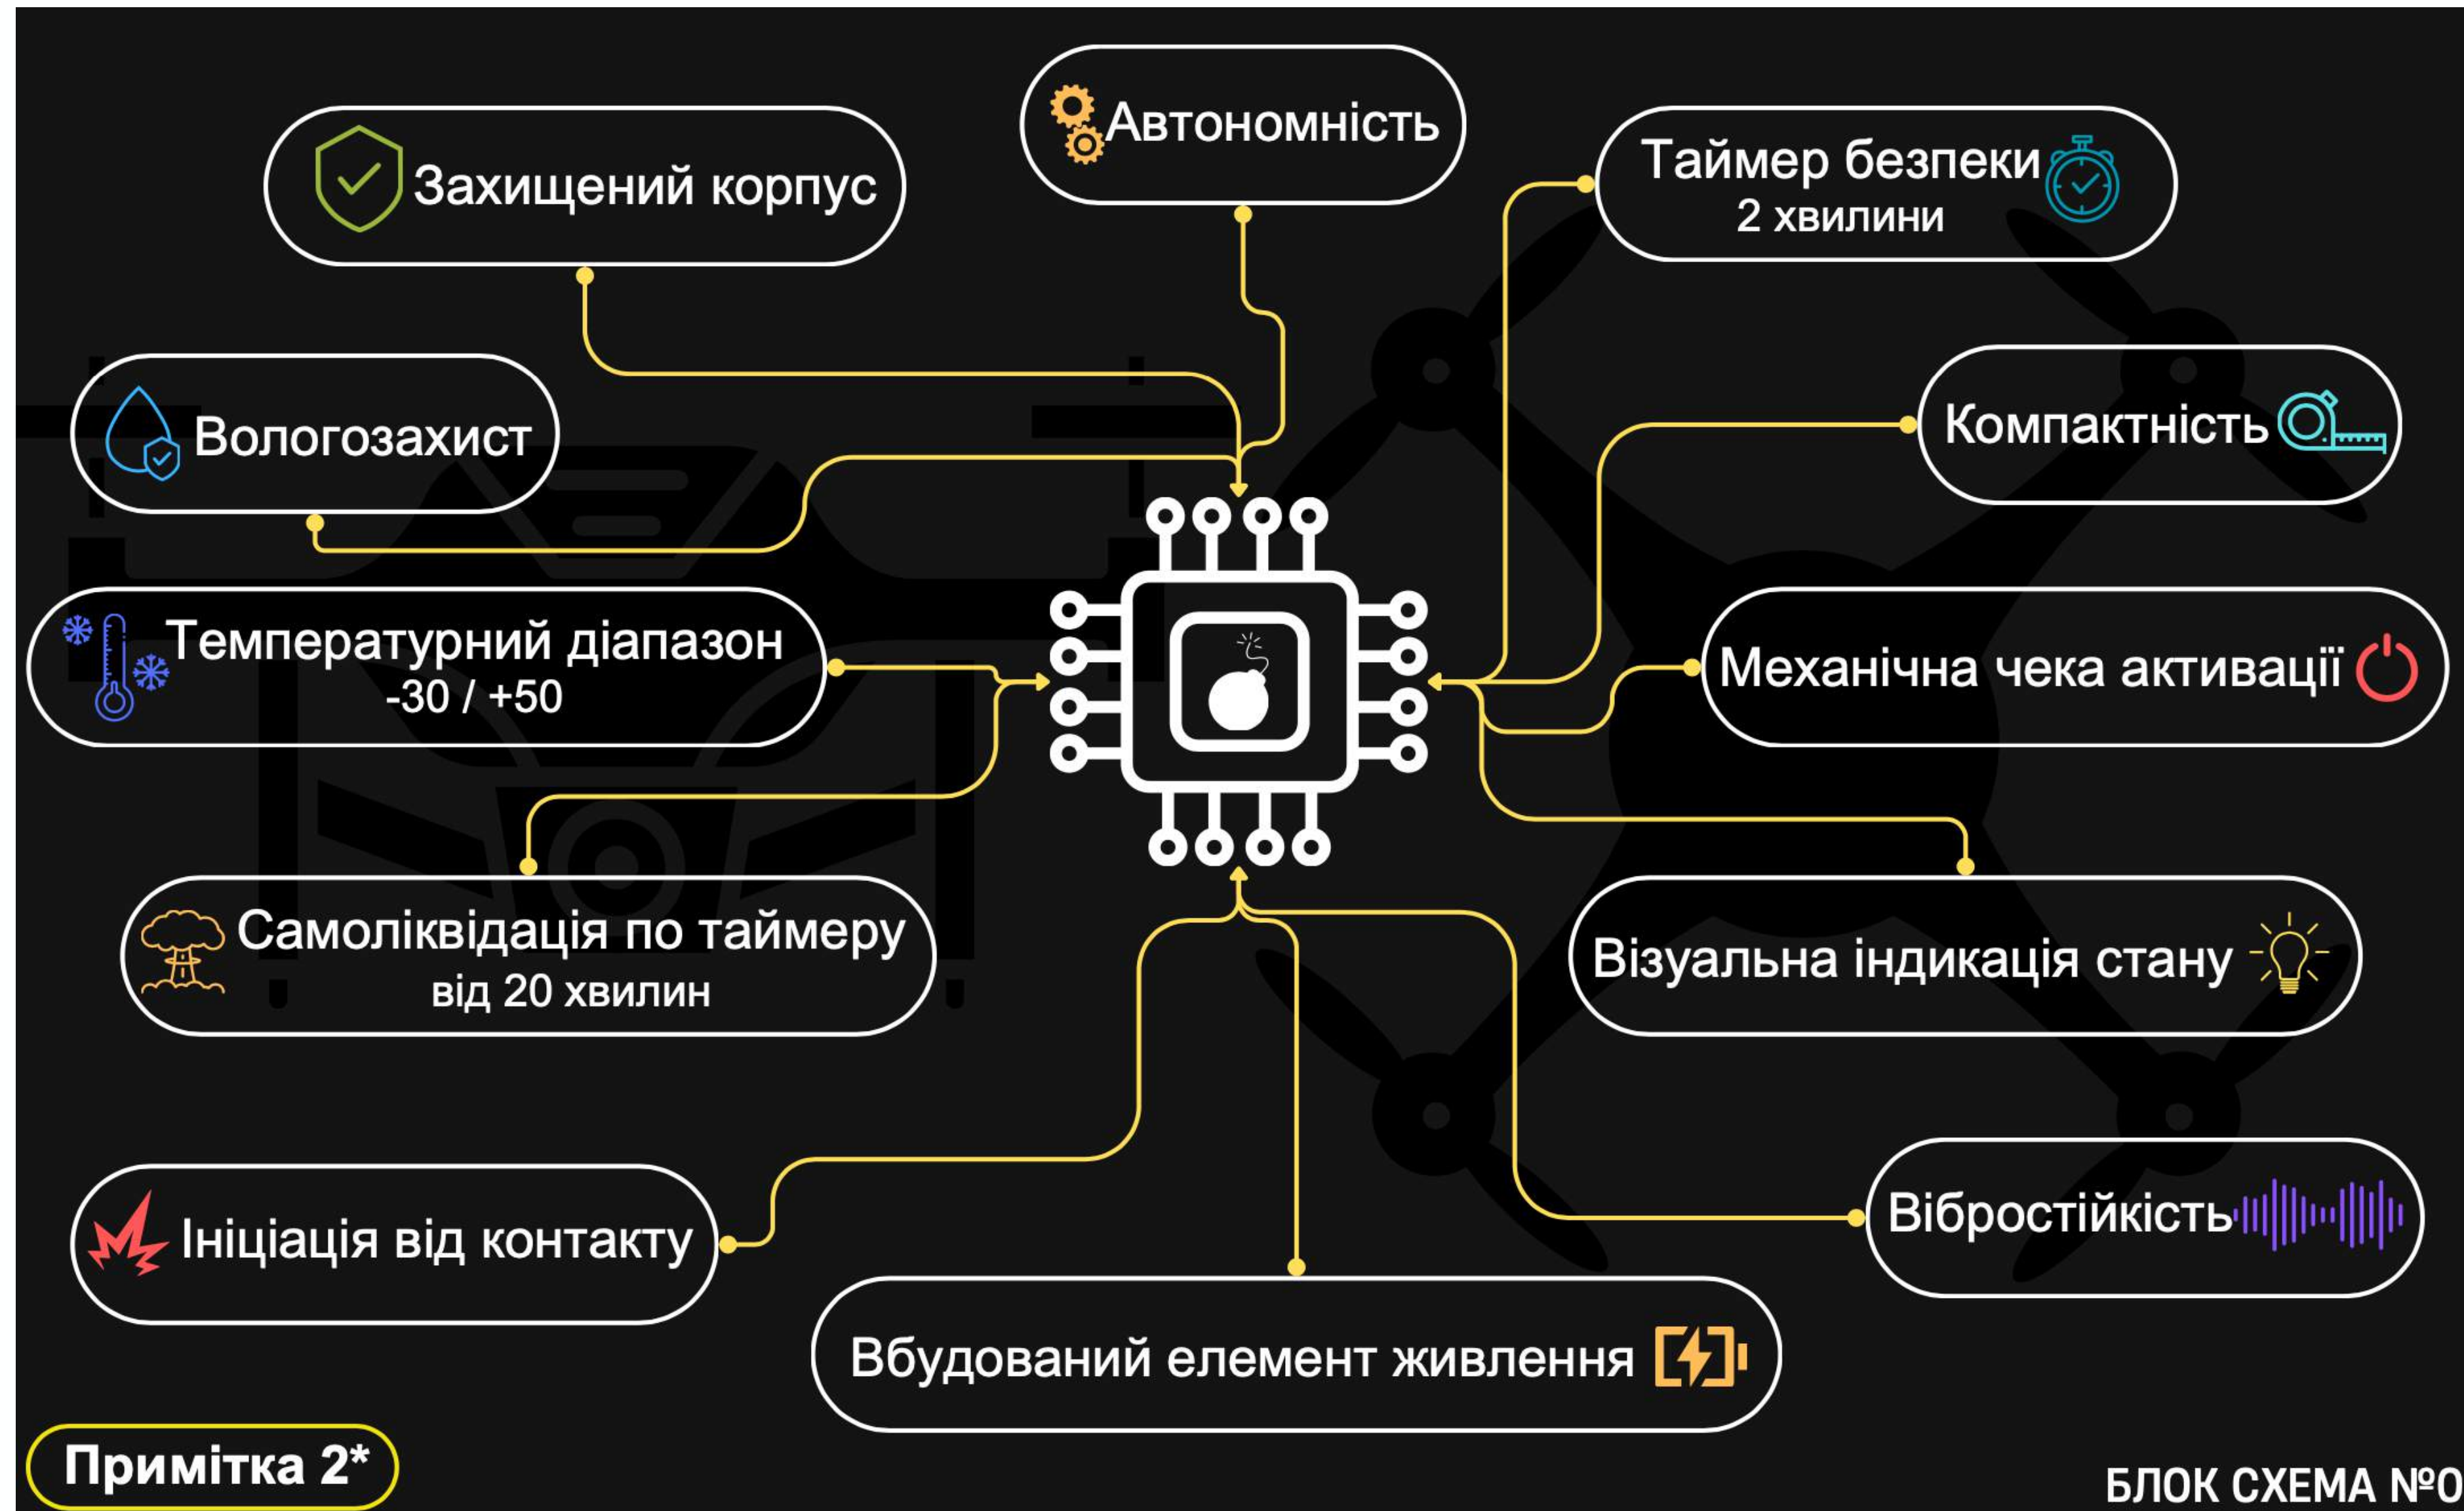 Автономність
Захищений корпус
Таймер безпеки
2 хвилини
Вологозахист
Компактність
Температурний діапазон
-30 / +50
Механічна чека активації
Самоліквідація по таймеру
від 20 хвилин
Візуальна індикація стану
Ініціація від контакту
Вібростійкість
Вбудований елемент живлення
Примітка 2*
БЛОК СХЕМА №0